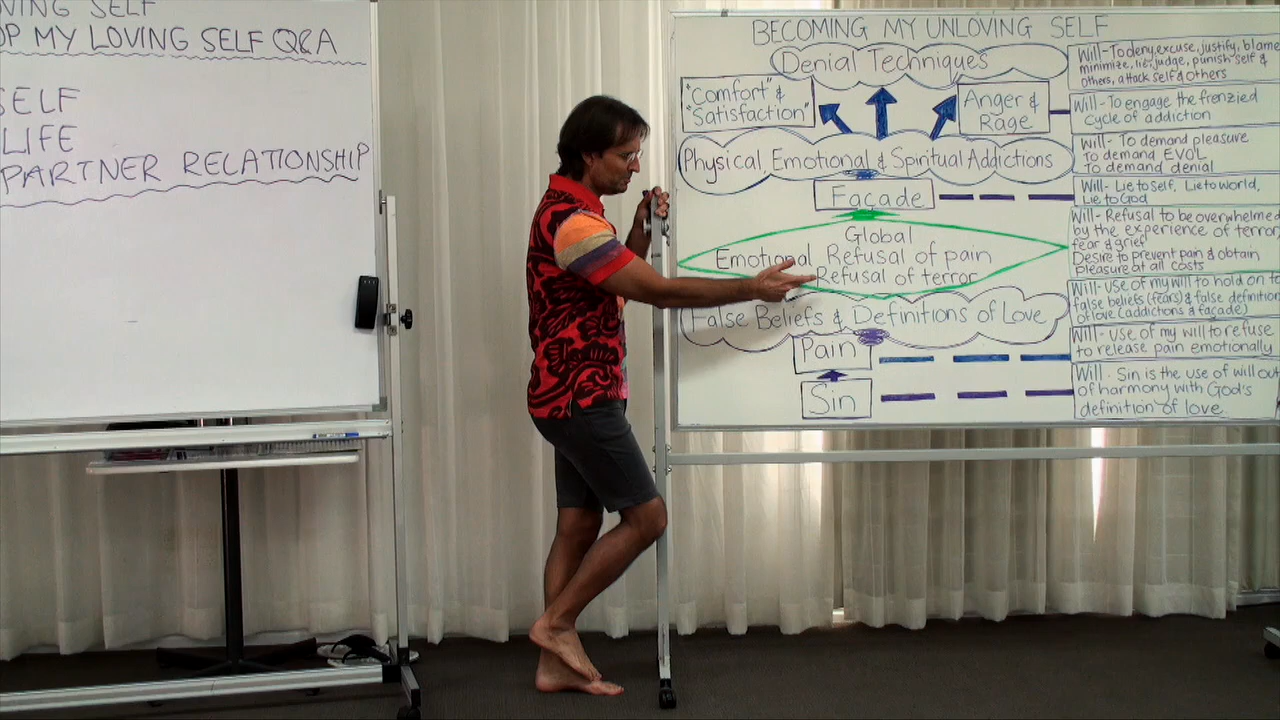 NING SELF
OP MY LOVING SELF Q&A
SELF
LIFE
PARTNER RELATIONSHIP
BECOMING MY UNLOVING SELF
Denial Techniques
"Comfort" &
"Satisfaction"
Anger &
Rage
Physical, Emotional & Spiritual Addictions
Façade
Global
Emotional Refusal of pain
Refusal of terror
False Beliefs & Definitions of Love
Pain
Sin
Will - To deny, excuse, justify, blame
minimize, lie, judge, punish self &
others, attack self & others
Will - To engage the frenzied
cycle of addiction
Will - To demand pleasure
To demand EVOL
To demand denial
Will - Lie to Self, Lie to world,
Lie to God
Will - Refusal to be overwhelmed
by the experience of terror,
fear & grief
Desire to prevent pain & obtain
pleasure at all costs
Will - Use of my will to hold on to
false beliefs (fears) & false definition
of love (addictions & façade)
Will - Use of my will to refuse
to release pain emotionally
Will - Sin is the use of will out
of harmony with God's
definition of love